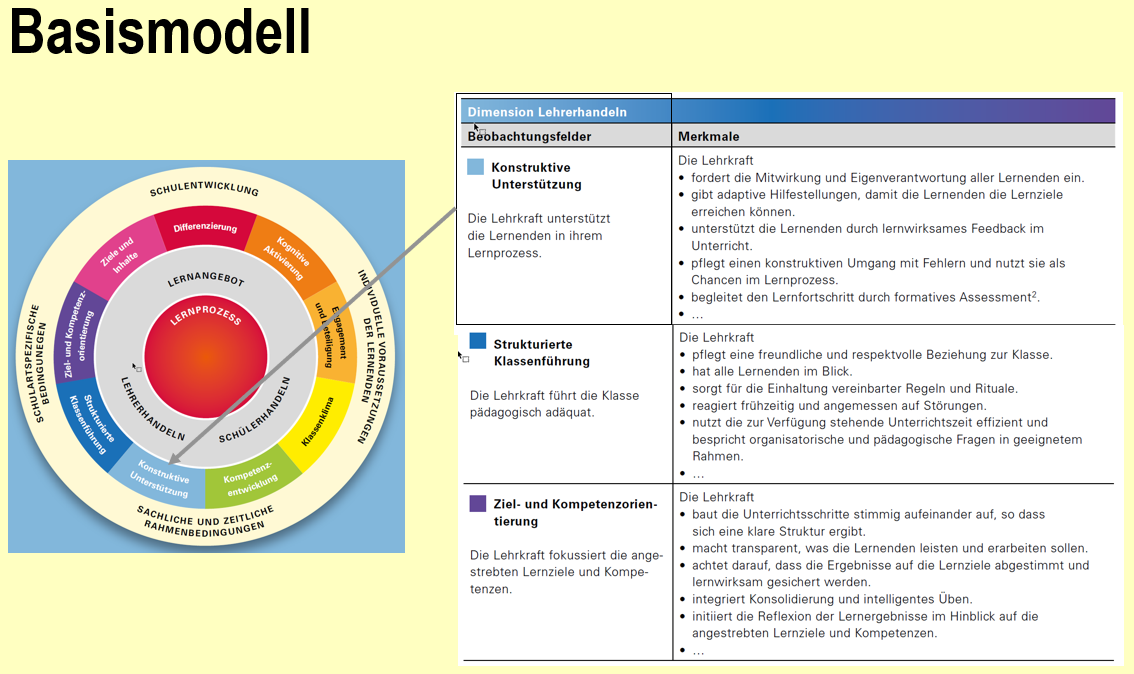 Basismodell
SCHULENTWICKLUNG
INDIVIDUELLE VORAUSSETZUNGEN
DER LERNENDEN
SACHLICHE UND ZEITLICHE
RAHMENBEDINGUNGEN
SCHULARTSPEZIFISCHE
BEDINGUNEGEN
Differenzierung
Kognitive
Aktivierung
Engagement
und Beteiligung
Klassenklima
Kompetenz-
entwicklung
Konstruktive
Unterstützung
Strukturierte
Klassenführung
Ziel- und Kompetenz-
orientierung
Ziele und
Inhalte
LERNANGEBOT
LERNPROZESS
LEHRERHANDELN
SCHÜLERHANDELN
Dimension Lehrerhandeln
Beobachtungsfelder
Merkmale
Konstruktive
Unterstützung
Die Lehrkraft unterstützt
die Lernenden in ihrem
Lernprozess.
Die Lehrkraft
• fordert die Mitwirkung und Eigenverantwortung aller Lernenden ein.
• gibt adaptive Hilfestellungen, damit die Lernenden die Lernziele
erreichen können.
• unterstützt die Lernenden durch lernwirksames Feedback im
Unterricht.
• pflegt einen konstruktiven Umgang mit Fehlern und nutzt sie als
Chancen im Lernprozess.
• begleitet den Lernfortschritt durch formatives Assessment².
• …
Strukturierte
Klassenführung
Die Lehrkraft führt die Klasse
pädagogisch adäquat.
Die Lehrkraft
• pflegt eine freundliche und respektvolle Beziehung zur Klasse.
• hat alle Lernenden im Blick.
• sorgt für die Einhaltung vereinbarter Regeln und Rituale.
• reagiert frühzeitig und angemessen auf Störungen.
• nutzt die zur Verfügung stehende Unterrichtszeit effizient und
bespricht organisatorische und pädagogische Fragen in geeignetem
Rahmen.
• …
Ziel- und Kompetenzorien-
tierung
Die Lehrkraft fokussiert die ange-
strebten Lernziele und Kompe-
tenzen.
Die Lehrkraft
• baut die Unterrichtsschritte stimmig aufeinander auf, so dass
sich eine klare Struktur ergibt.
• macht transparent, was die Lernenden leisten und erarbeiten sollen.
• achtet darauf, dass die Ergebnisse auf die Lernziele abgestimmt und
lernwirksam gesichert werden.
• integriert Konsolidierung und intelligentes Üben.
• initiiert die Reflexion der Lernergebnisse im Hinblick auf die
angestrebten Lernziele und Kompetenzen.
• …